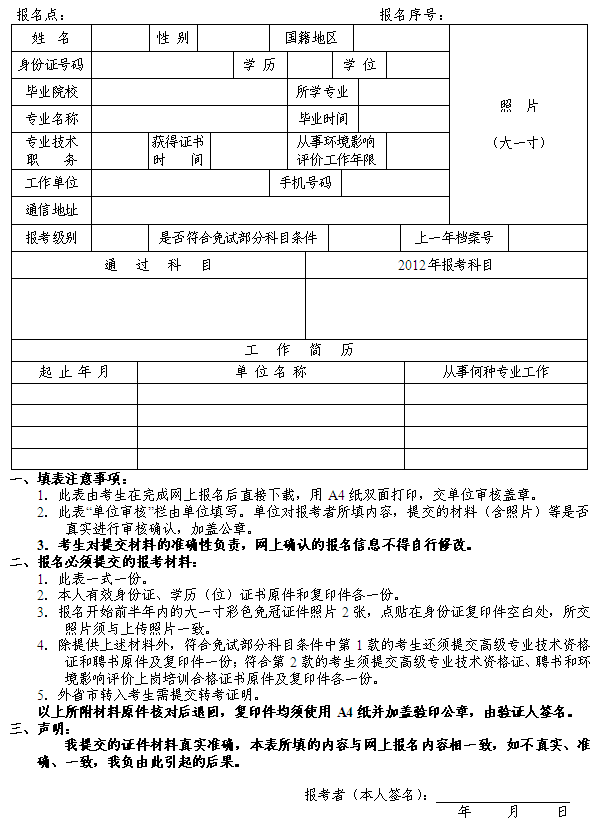 报名点：	报名序号：
姓 名	性 别	国籍地区
身份证号码	学 历	学 位
毕业院校	所学专业
照 片
专业名称	毕业时间
（大一寸）
专业技术	获得证书	从事环境影响
职 务	时 间	评价工作年限
工作单位	手机号码
通信地址
报考级别	是否符合免试部分科目条件	上一年档案号
通 过 科 目	2012年报考科目
工 作 简 历
起 止 年 月	单 位 名 称	从事何种专业工作
一、填表注意事项：
1．此表由考生在完成网上报名后直接下载，用 A4 纸双面打印，交单位审核盖章。
2．此表“单位审核”栏由单位填写。单位对报考者所填内容，提交的材料（含照片）等是否
真实进行审核确认，加盖公章。
3．考生对提交材料的准确性负责，网上确认的报名信息不得自行修改。
二、报名必须提交的报考材料：
1．此表一式一份。
2．本人有效身份证、学历（位）证书原件和复印件各一份。
3．报名开始前半年内的大一寸彩色免冠证件照片 2 张，点贴在身份证复印件空白处，所交
照片须与上传照片一致。
4．除提供上述材料外，符合免试部分科目条件中第 1 款的考生还须提交高级专业技术资格
证和聘书原件及复印件一份；符合第 2 款的考生须提交高级专业技术资格证、聘书和环
境影响评价上岗培训合格证书原件及复印件各一份。
5．外省市转入考生需提交转考证明。
以上所附材料原件核对后退回，复印件均须使用 A4 纸并加盖验印公章，由验证人签名。
三、声明：
我提交的证件材料真实准确，本表所填的内容与网上报名内容相一致，如不真实、准
确、一致，我负由此引起的后果。
报考者（本人签名）：
年 月 日